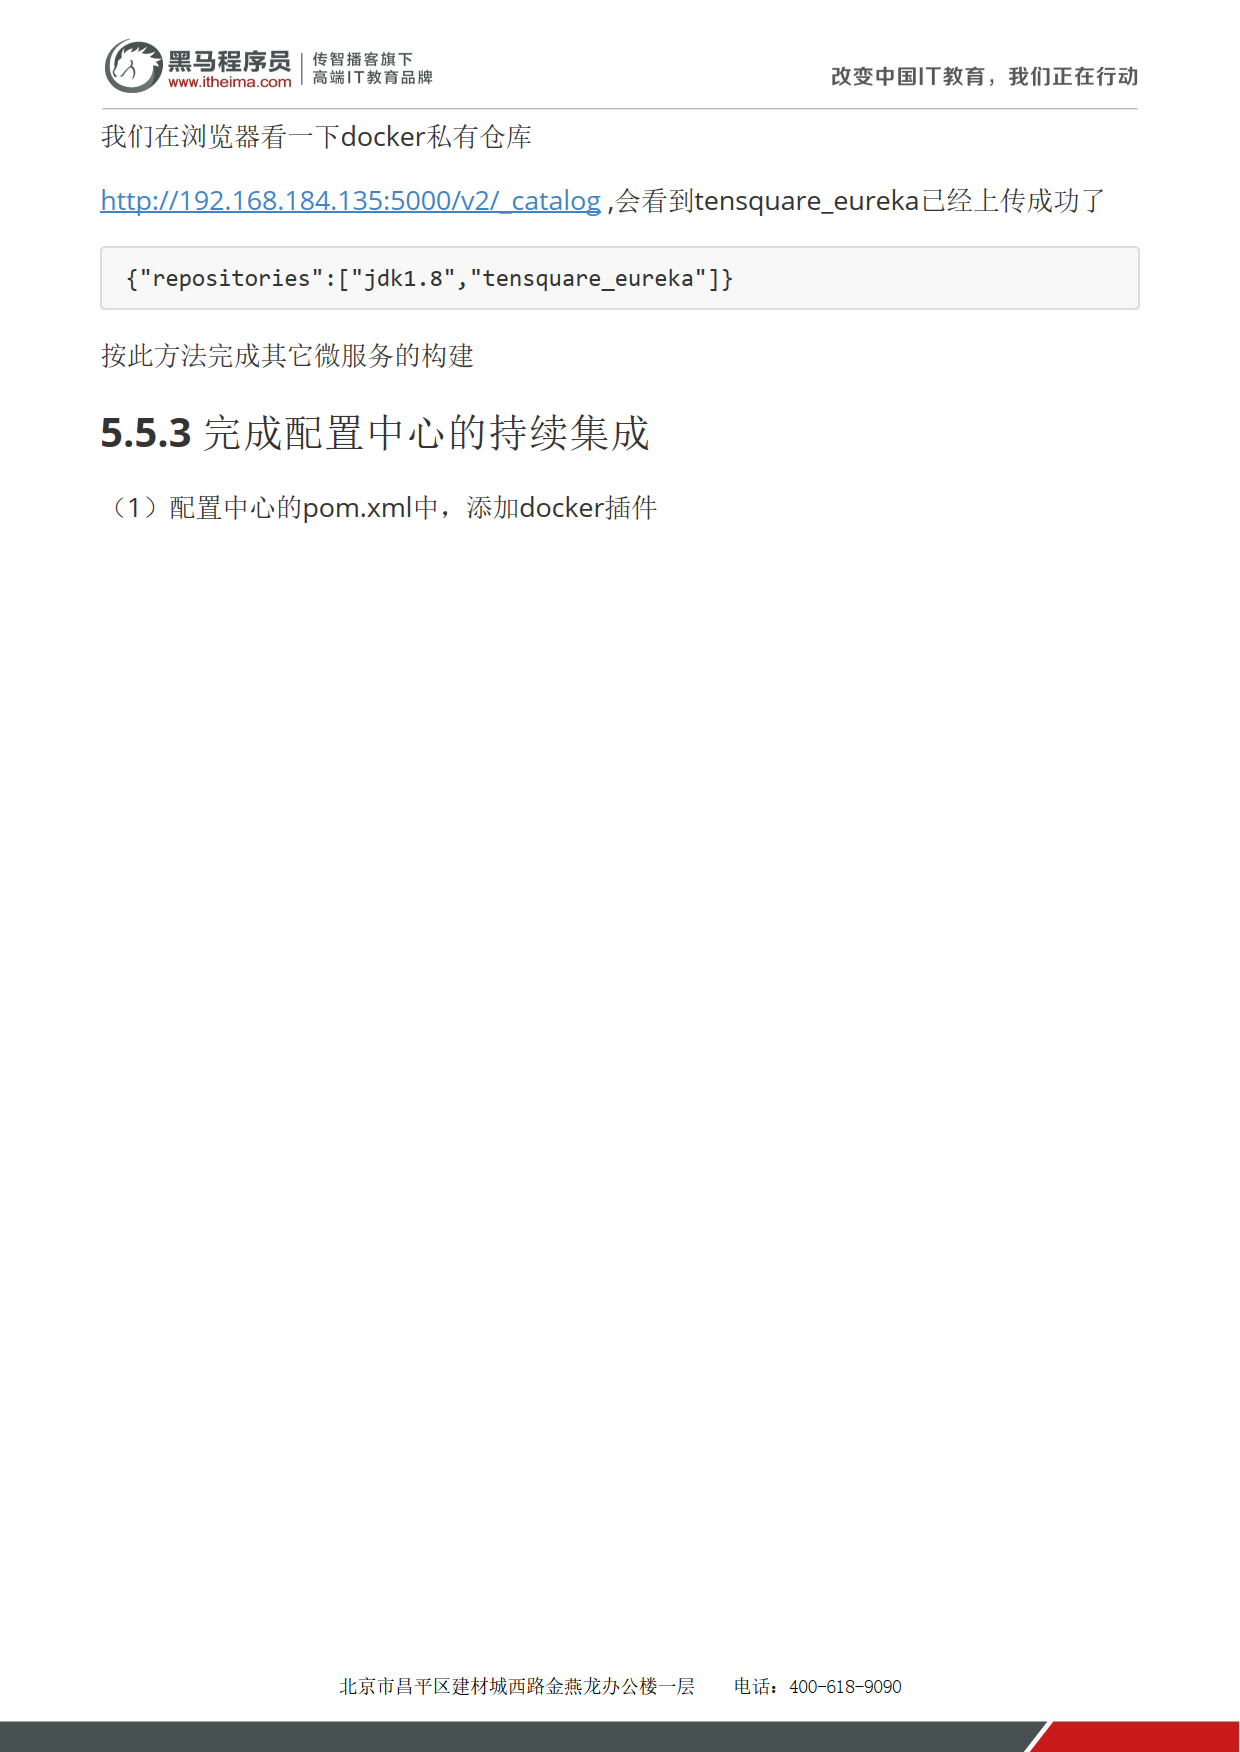 黑马程序员
www.itheima.com
传智播客旗下
高端IT教育品牌
改变中国IT教育，我们正在行动
我们在浏览器看一下docker私有仓库
http://192.168.184.135:5000/v2/_catalog ,会看到tensquare_eureka已经上传成功了
{"repositories":["jdk1.8","tensquare_eureka"]}
按此方法完成其它微服务的构建
5.5.3 完成配置中心的持续集成
（1）配置中心的pom.xml中，添加docker插件
北京市昌平区建材城西路金燕龙办公楼一层 电话：400-618-9090